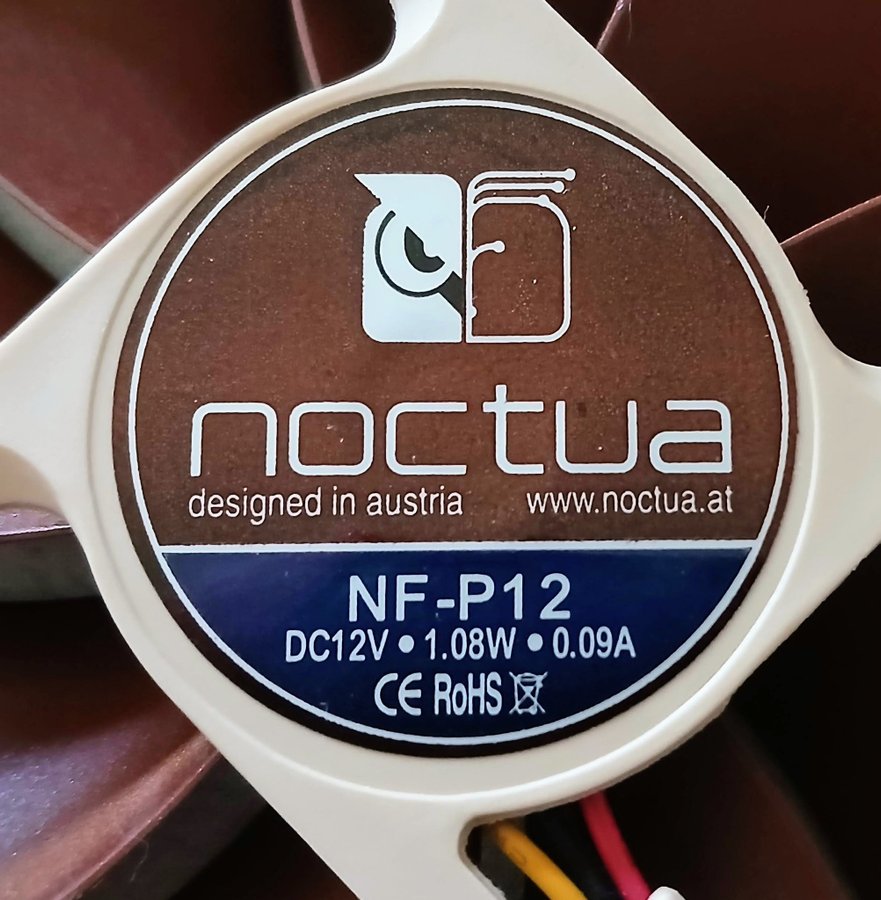 noctua
designed in austria www.noctua.at
NF-P12
DC12V • 1.08W • 0.09A
CE RoHS